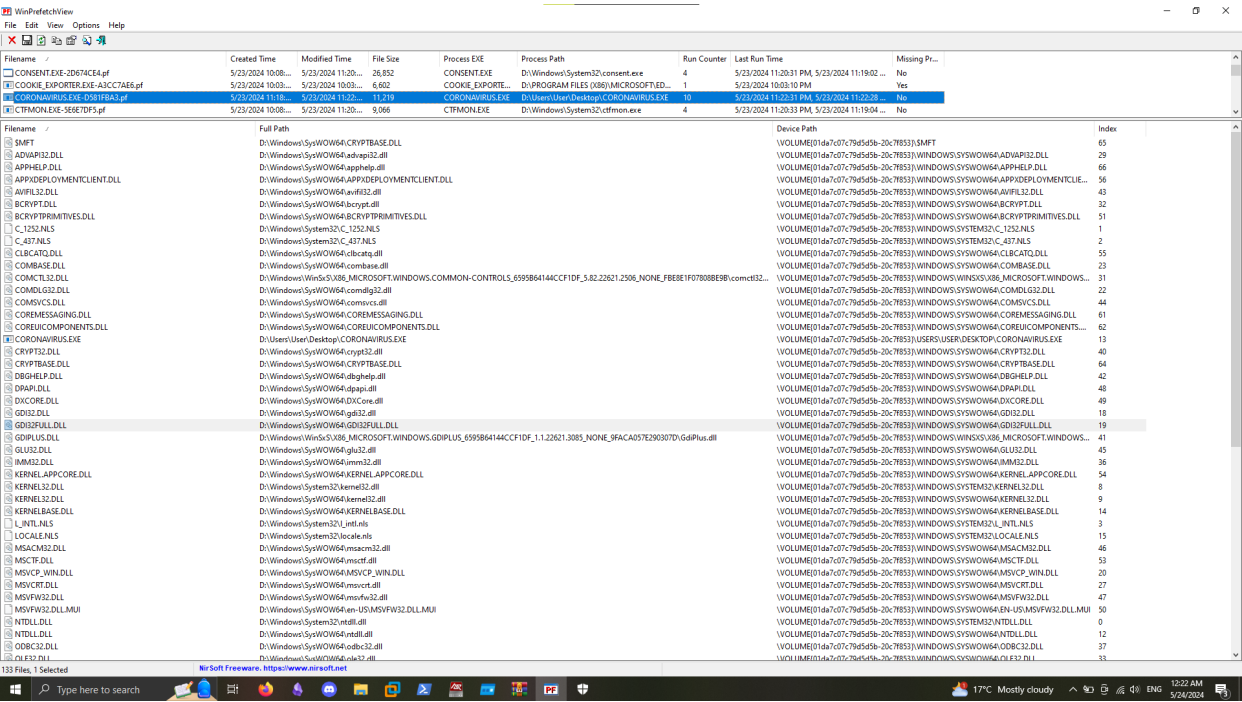 WinPrefetchView
File Edit View Options Help
Filename / Created Time Modified Time File Size Process EXE Process Path Run Counter Last Run Time Missing Pr...
CONSENT.EXE-2D674CE4.pf 5/23/2024 10:08:... 5/23/2024 11:20:... 26,852 CONSENT.EXE D:\Windows\System32\consent.exe 4 5/23/2024 11:20:31 PM, 5/23/2024 11:19:02 ... No
COOKIE_EXPORTER.EXE-A3CC7AE6.pf 5/23/2024 10:03:... 5/23/2024 10:03:... 6,602 COOKIE_EXPORTE... D:\PROGRAM FILES (X86)\MICROSOFT\ED... 1 5/23/2024 10:03:10 PM Yes
CORONAVIRUS.EXE-D581FBA3.pf 5/23/2024 11:18:... 5/23/2024 11:22:... 11,219 CORONAVIRUS.EXE D:\Users\User\Desktop\CORONAVIRUS.EXE 10 5/23/2024 11:22:31 PM, 5/23/2024 11:22:28 ... No
CTFMON.EXE-5E6E7DF5.pf 5/23/2024 10:08:... 5/23/2024 11:20:... 9,066 CTFMON.EXE D:\Windows\System32\ctfmon.exe 4 5/23/2024 11:20:33 PM, 5/23/2024 11:19:04 ... No
Filename / Full Path Device Path Index
$MFT D:\Windows\SysWOW64\CRYPTBASE.DLL \VOLUME{01da7c07c79d5d5b-20c7f853}\$MFT 65
ADVAPI32.DLL D:\Windows\SysWOW64\advapi32.dll \VOLUME{01da7c07c79d5d5b-20c7f853}\WINDOWS\SYSWOW64\ADVAPI32.DLL 29
APPHELP.DLL D:\Windows\SysWOW64\apphelp.dll \VOLUME{01da7c07c79d5d5b-20c7f853}\WINDOWS\SYSWOW64\APPHELP.DLL 66
APPXDEPLOYMENTCLIENT.DLL D:\Windows\SysWOW64\APPXDEPLOYMENTCLIENT.DLL \VOLUME{01da7c07c79d5d5b-20c7f853}\WINDOWS\SYSWOW64\APPXDEPLOYMENTCLIE... 56
AVIFIL32.DLL D:\Windows\SysWOW64\avifil32.dll \VOLUME{01da7c07c79d5d5b-20c7f853}\WINDOWS\SYSWOW64\AVIFIL32.DLL 43
BCRYPT.DLL D:\Windows\SysWOW64\bcrypt.dll \VOLUME{01da7c07c79d5d5b-20c7f853}\WINDOWS\SYSWOW64\BCRYPT.DLL 32
BCRYPTPRIMITIVES.DLL D:\Windows\SysWOW64\BCRYPTPRIMITIVES.DLL \VOLUME{01da7c07c79d5d5b-20c7f853}\WINDOWS\SYSWOW64\BCRYPTPRIMITIVES.DLL 51
C_1252.NLS D:\Windows\System32\C_1252.NLS \VOLUME{01da7c07c79d5d5b-20c7f853}\WINDOWS\SYSTEM32\C_1252.NLS 1
C_437.NLS D:\Windows\System32\C_437.NLS \VOLUME{01da7c07c79d5d5b-20c7f853}\WINDOWS\SYSTEM32\C_437.NLS 2
CLBCATQ.DLL D:\Windows\SysWOW64\clbcatq.dll \VOLUME{01da7c07c79d5d5b-20c7f853}\WINDOWS\SYSWOW64\CLBCATQ.DLL 55
COMBASE.DLL D:\Windows\SysWOW64\combase.dll \VOLUME{01da7c07c79d5d5b-20c7f853}\WINDOWS\SYSWOW64\COMBASE.DLL 23
COMCTL32.DLL D:\Windows\WinSxS\X86_MICROSOFT.WINDOWS.COMMON-CONTROLS_6595B64144CCF1DF_5.82.22621.2506_NONE_FBE8E1F07808BE9B\comctl32... \VOLUME{01da7c07c79d5d5b-20c7f853}\WINDOWS\WINSXS\X86_MICROSOFT.WINDOWS... 31
COMDLG32.DLL D:\Windows\SysWOW64\comdlg32.dll \VOLUME{01da7c07c79d5d5b-20c7f853}\WINDOWS\SYSWOW64\COMDLG32.DLL 22
COMSVCS.DLL D:\Windows\SysWOW64\comsvcs.dll \VOLUME{01da7c07c79d5d5b-20c7f853}\WINDOWS\SYSWOW64\COMSVCS.DLL 44
COREMESSAGING.DLL D:\Windows\SysWOW64\COREMESSAGING.DLL \VOLUME{01da7c07c79d5d5b-20c7f853}\WINDOWS\SYSWOW64\COREMESSAGING.DLL 61
COREUICOMPONENTS.DLL D:\Windows\SysWOW64\COREUICOMPONENTS.DLL \VOLUME{01da7c07c79d5d5b-20c7f853}\WINDOWS\SYSWOW64\COREUICOMPONENTS.... 62
CORONAVIRUS.EXE D:\Users\User\Desktop\CORONAVIRUS.EXE \VOLUME{01da7c07c79d5d5b-20c7f853}\USERS\USER\DESKTOP\CORONAVIRUS.EXE 13
CRYPT32.DLL D:\Windows\SysWOW64\crypt32.dll \VOLUME{01da7c07c79d5d5b-20c7f853}\WINDOWS\SYSWOW64\CRYPT32.DLL 40
CRYPTBASE.DLL D:\Windows\SysWOW64\CRYPTBASE.DLL \VOLUME{01da7c07c79d5d5b-20c7f853}\WINDOWS\SYSWOW64\CRYPTBASE.DLL 64
DBGHELP.DLL D:\Windows\SysWOW64\dbghelp.dll \VOLUME{01da7c07c79d5d5b-20c7f853}\WINDOWS\SYSWOW64\DBGHELP.DLL 42
DPAPI.DLL D:\Windows\SysWOW64\dpapi.dll \VOLUME{01da7c07c79d5d5b-20c7f853}\WINDOWS\SYSWOW64\DPAPI.DLL 48
DXCORE.DLL D:\Windows\SysWOW64\DXCore.dll \VOLUME{01da7c07c79d5d5b-20c7f853}\WINDOWS\SYSWOW64\DXCORE.DLL 49
GDI32.DLL D:\Windows\SysWOW64\gdi32.dll \VOLUME{01da7c07c79d5d5b-20c7f853}\WINDOWS\SYSWOW64\GDI32.DLL 18
GDI32FULL.DLL D:\Windows\SysWOW64\GDI32FULL.DLL \VOLUME{01da7c07c79d5d5b-20c7f853}\WINDOWS\SYSWOW64\GDI32FULL.DLL 19
GDIPLUS.DLL D:\Windows\WinSxS\X86_MICROSOFT.WINDOWS.GDIPLUS_6595B64144CCF1DF_1.1.22621.3085_NONE_9FACA057E290307D\GdiPlus.dll \VOLUME{01da7c07c79d5d5b-20c7f853}\WINDOWS\WINSXS\X86_MICROSOFT.WINDOWS... 41
GLU32.DLL D:\Windows\SysWOW64\glu32.dll \VOLUME{01da7c07c79d5d5b-20c7f853}\WINDOWS\SYSWOW64\GLU32.DLL 45
IMM32.DLL D:\Windows\SysWOW64\imm32.dll \VOLUME{01da7c07c79d5d5b-20c7f853}\WINDOWS\SYSWOW64\IMM32.DLL 36
KERNEL.APPCORE.DLL D:\Windows\SysWOW64\KERNEL.APPCORE.DLL \VOLUME{01da7c07c79d5d5b-20c7f853}\WINDOWS\SYSWOW64\KERNEL.APPCORE.DLL 54
KERNEL32.DLL D:\Windows\System32\kernel32.dll \VOLUME{01da7c07c79d5d5b-20c7f853}\WINDOWS\SYSTEM32\KERNEL32.DLL 8
KERNEL32.DLL D:\Windows\SysWOW64\kernel32.dll \VOLUME{01da7c07c79d5d5b-20c7f853}\WINDOWS\SYSWOW64\KERNEL32.DLL 9
KERNELBASE.DLL D:\Windows\SysWOW64\KERNELBASE.DLL \VOLUME{01da7c07c79d5d5b-20c7f853}\WINDOWS\SYSWOW64\KERNELBASE.DLL 14
L_INTL.NLS D:\Windows\System32\l_intl.nls \VOLUME{01da7c07c79d5d5b-20c7f853}\WINDOWS\SYSTEM32\L_INTL.NLS 3
LOCALE.NLS D:\Windows\System32\locale.nls \VOLUME{01da7c07c79d5d5b-20c7f853}\WINDOWS\SYSTEM32\LOCALE.NLS 15
MSACM32.DLL D:\Windows\SysWOW64\msacm32.dll \VOLUME{01da7c07c79d5d5b-20c7f853}\WINDOWS\SYSWOW64\MSACM32.DLL 46
MSCTF.DLL D:\Windows\SysWOW64\msctf.dll \VOLUME{01da7c07c79d5d5b-20c7f853}\WINDOWS\SYSWOW64\MSCTF.DLL 53
MSVCP_WIN.DLL D:\Windows\SysWOW64\MSVCP_WIN.DLL \VOLUME{01da7c07c79d5d5b-20c7f853}\WINDOWS\SYSWOW64\MSVCP_WIN.DLL 20
MSVCRT.DLL D:\Windows\SysWOW64\msvcrt.dll \VOLUME{01da7c07c79d5d5b-20c7f853}\WINDOWS\SYSWOW64\MSVCRT.DLL 27
MSVFW32.DLL D:\Windows\SysWOW64\msvfw32.dll \VOLUME{01da7c07c79d5d5b-20c7f853}\WINDOWS\SYSWOW64\MSVFW32.DLL 47
MSVFW32.DLL.MUI D:\Windows\SysWOW64\en-US\MSVFW32.DLL.MUI \VOLUME{01da7c07c79d5d5b-20c7f853}\WINDOWS\SYSWOW64\EN-US\MSVFW32.DLL.MUI 50
NTDLL.DLL D:\Windows\System32\ntdll.dll \VOLUME{01da7c07c79d5d5b-20c7f853}\WINDOWS\SYSTEM32\NTDLL.DLL 0
NTDLL.DLL D:\Windows\SysWOW64\ntdll.dll \VOLUME{01da7c07c79d5d5b-20c7f853}\WINDOWS\SYSWOW64\NTDLL.DLL 12
ODBC32.DLL D:\Windows\SysWOW64\odbc32.dll \VOLUME{01da7c07c79d5d5b-20c7f853}\WINDOWS\SYSWOW64\ODBC32.DLL 37
OLE32.DLL D:\Windows\SysWOW64\ole32.dll \VOLUME{01da7c07c79d5d5b-20c7f853}\WINDOWS\SYSWOW64\OLE32.DLL 33
133 Files, 1 Selected NirSoft Freeware. https://www.nirsoft.net
Type here to search 17°C Mostly cloudy ENG 12:22 AM
5/24/2024 3